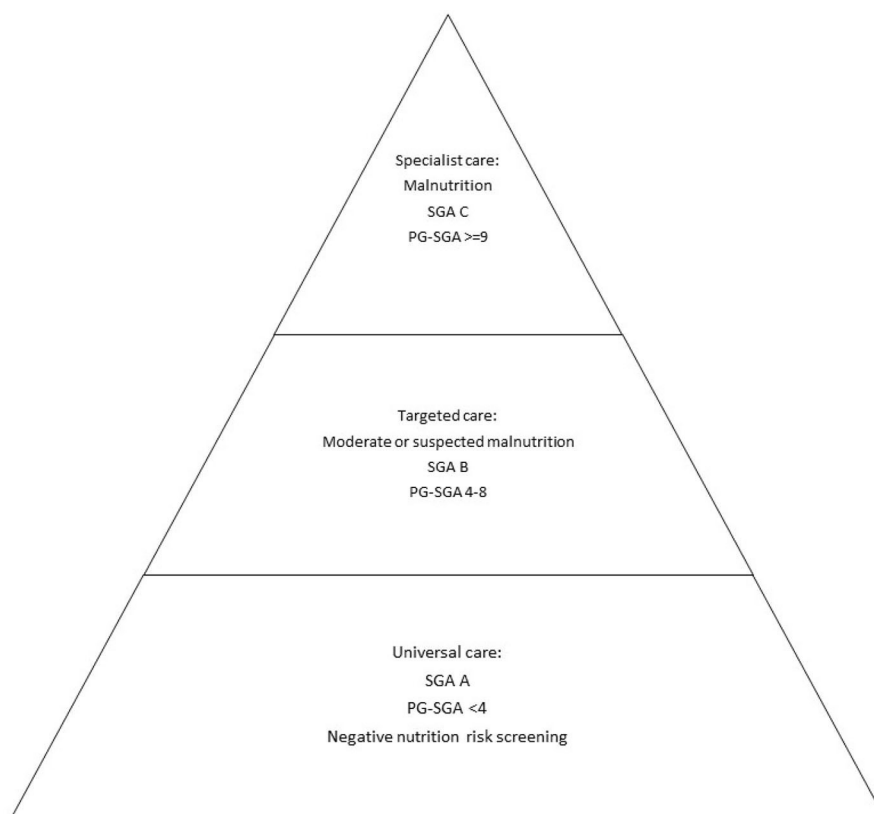 Specialist care:
Malnutrition
SGA C
PG-SGA >=9
Targeted care:
Moderate or suspected malnutrition
SGA B
PG-SGA 4-8
Universal care:
SGA A
PG-SGA <4
Negative nutrition risk screening